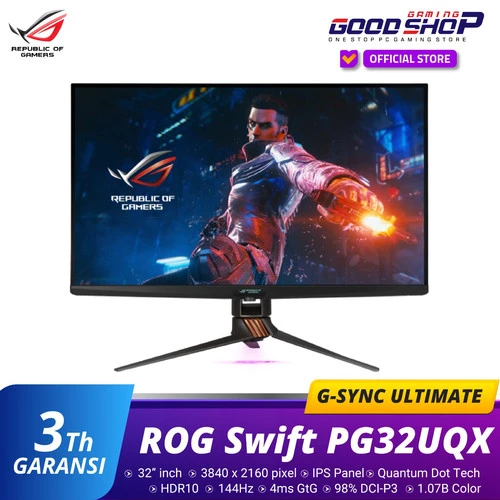 REPUBLIC OF
GAMERS
GAMING
GOODSHOP
ONE STOP PC GAMING STORE
OFFICIAL STORE
REPUBLIC OF
GAMERS
G-SYNC ULTIMATE
3Th
GARANSI
ROG Swift PG32UQX
32" inch 3840 x 2160 pixel IPS Panel Quantum Dot Tech
HDR10 144Hz 4ms GtG 98% DCI-P3 1.07B Color